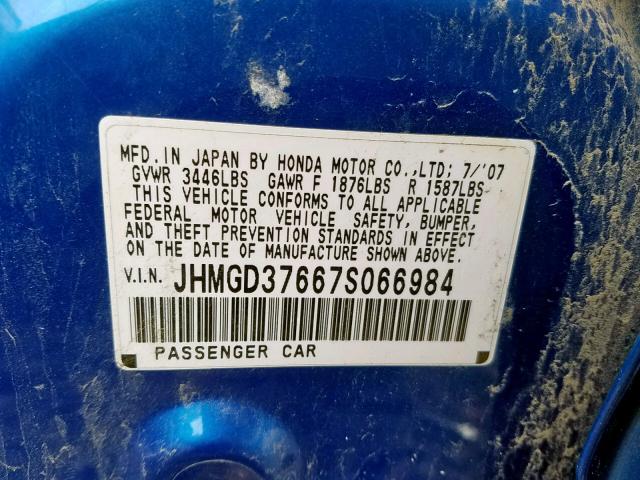 MFD. IN JAPAN BY HONDA MOTOR CO.,LTD; 7/'07
GVWR 3446LBS GAWR F 1876LBS R 1587LBS
THIS VEHICLE CONFORMS TO ALL APPLICABLE
FEDERAL MOTOR VEHICLE SAFETY, BUMPER,
AND THEFT PREVENTION STANDARDS IN EFFECT
ON THE DATE OF MANUFACTURE SHOWN ABOVE.
V.I.N. JHMGD37667S066984
PASSENGER CAR